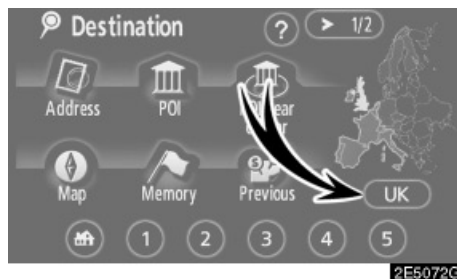 Destination
? > 1/2
Address POI
Map Memory Previous UK
1 2 3 4 5
2E5072G